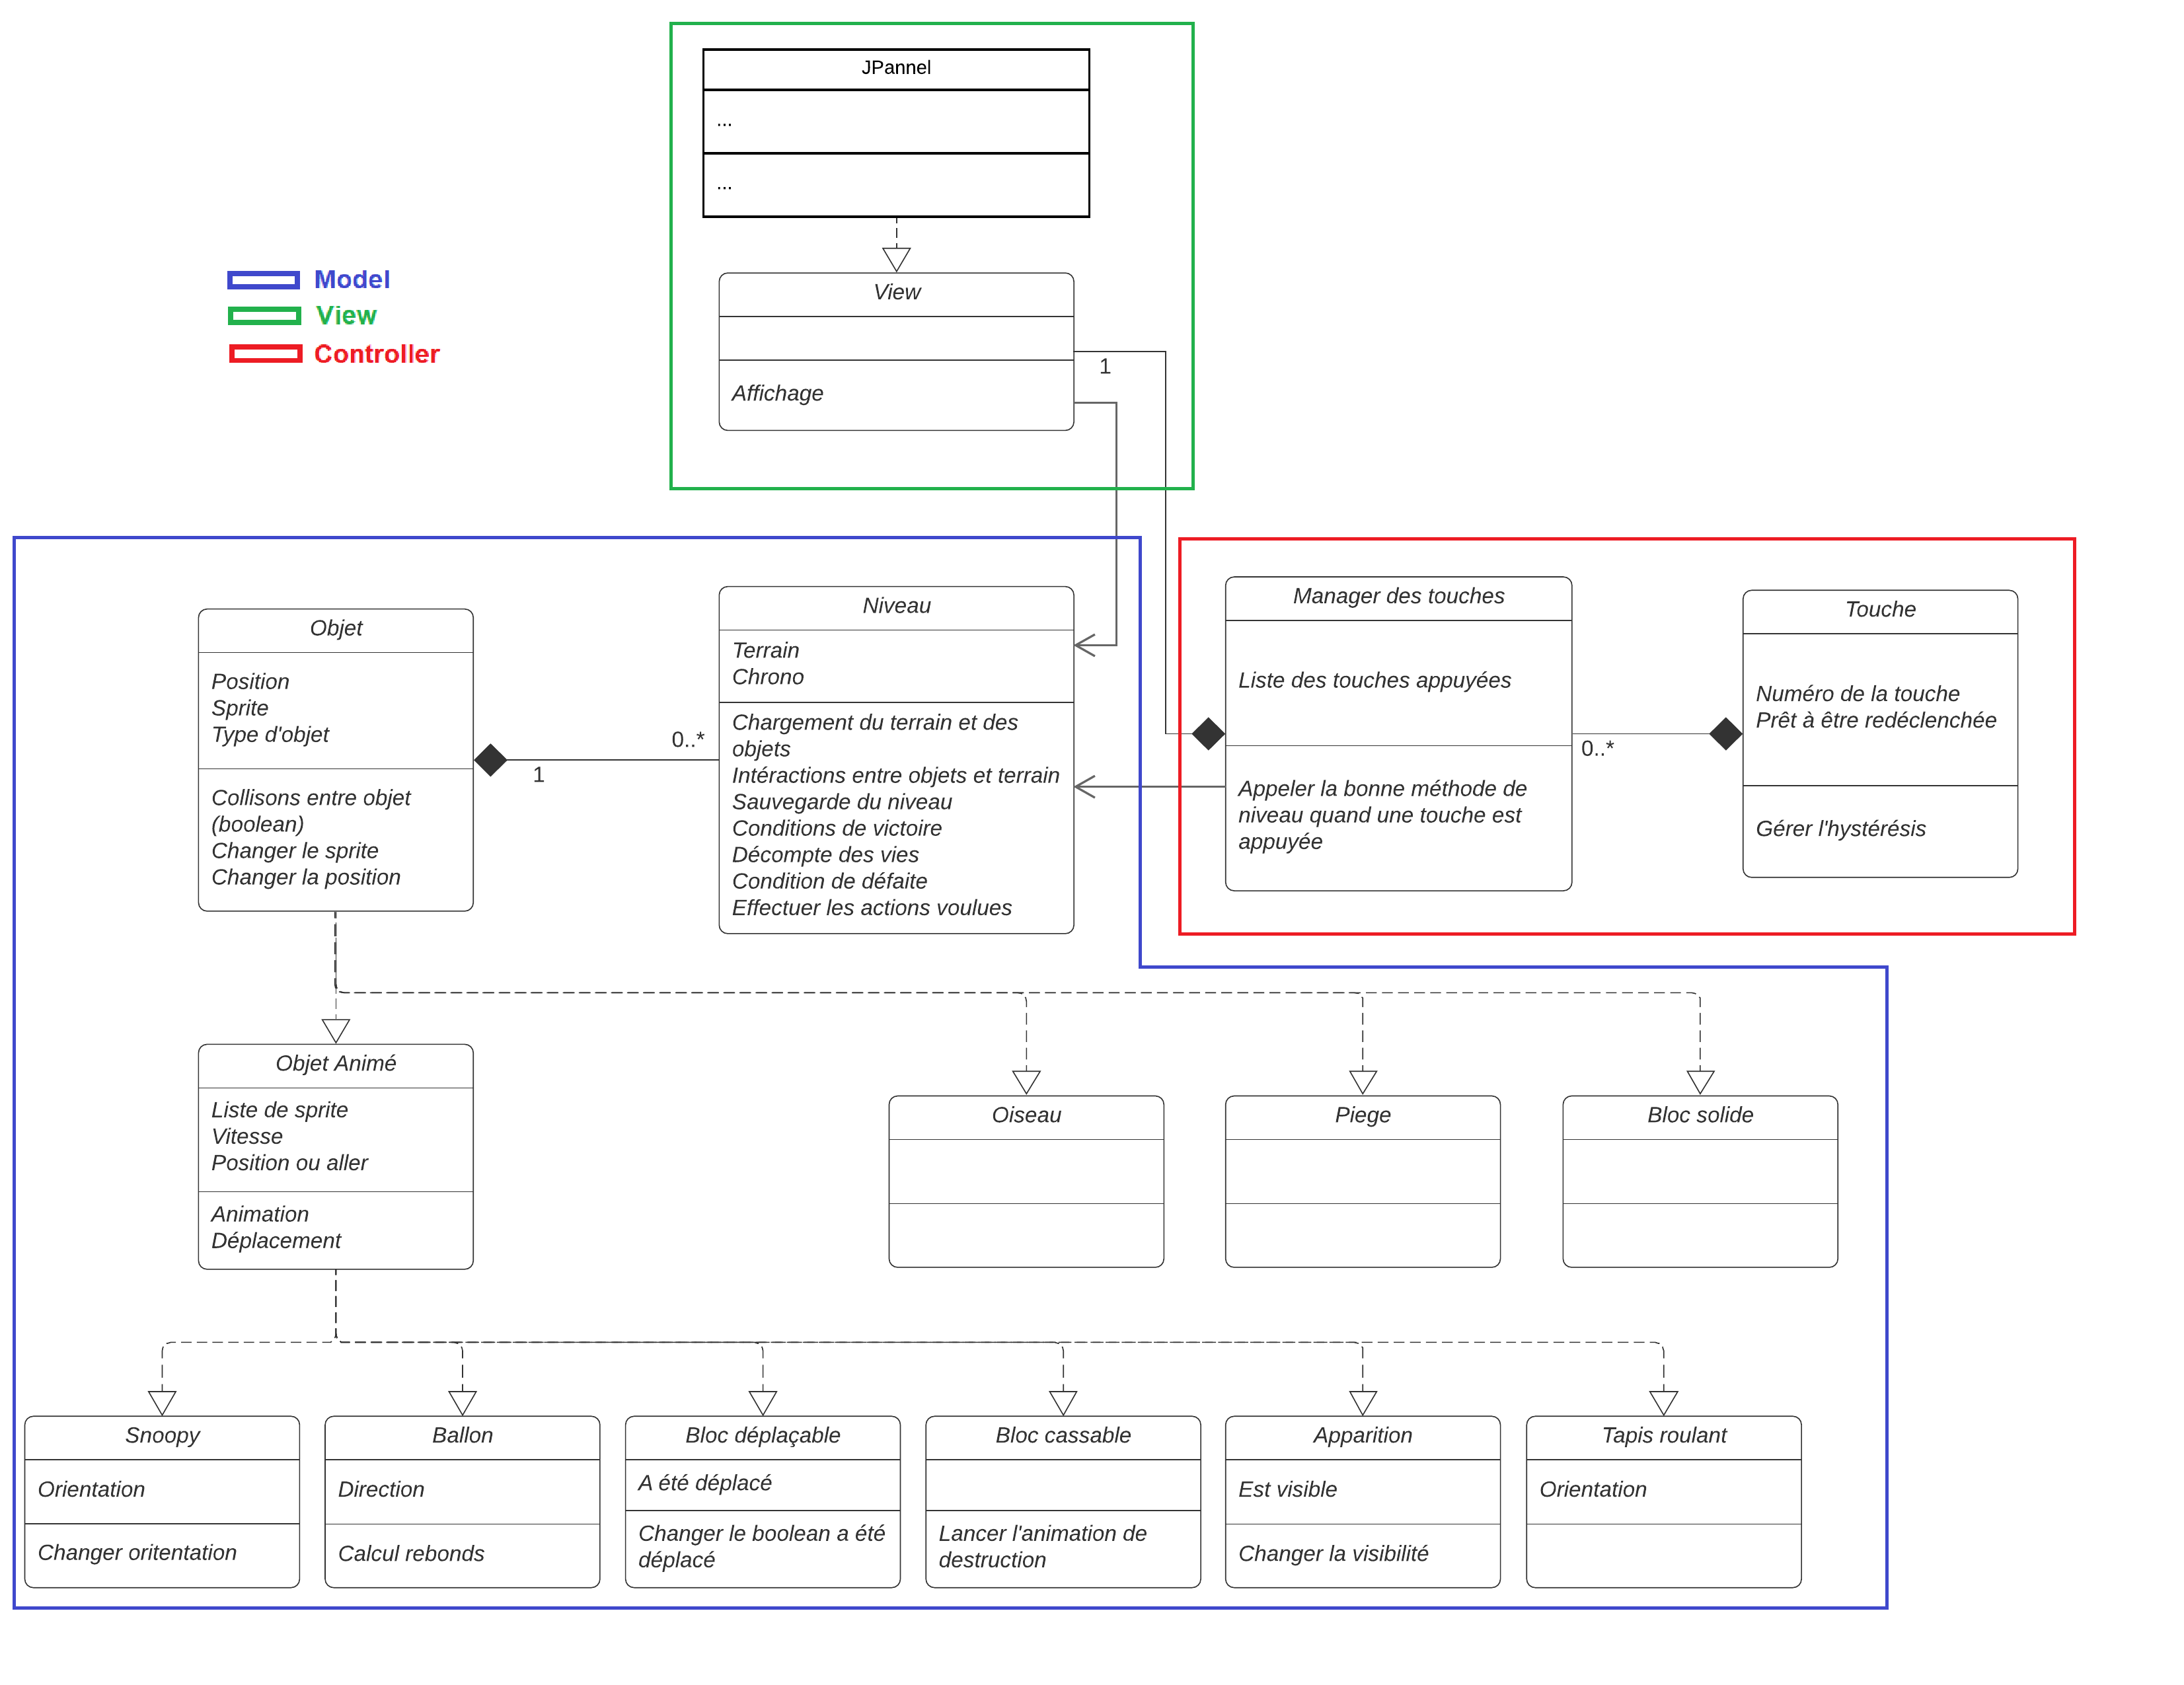 JPannel
...
...
Model
View
Controller
View
Affichage
1
Objet
Position
Sprite
Type d'objet
Collisons entre objet
(boolean)
Changer le sprite
Changer la position
1
0..*
Niveau
Terrain
Chrono
Chargement du terrain et des
objets
Intéractions entre objets et terrain
Sauvegarde du niveau
Conditions de victoire
Décompte des vies
Condition de défaite
Effectuer les actions voulues
Manager des touches
Liste des touches appuyées
Appeler la bonne méthode de
niveau quand une touche est
appuyée
0..*
Touche
Numéro de la touche
Prêt à être redéclenchée
Gérer l'hystérésis
Objet Animé
Liste de sprite
Vitesse
Position ou aller
Animation
Déplacement
Oiseau
Piege
Bloc solide
Snoopy
Orientation
Changer oritentation
Ballon
Direction
Calcul rebonds
Bloc déplaçable
A été déplacé
Changer le boolean a été
déplacé
Bloc cassable
Lancer l'animation de
destruction
Apparition
Est visible
Changer la visibilité
Tapis roulant
Orientation